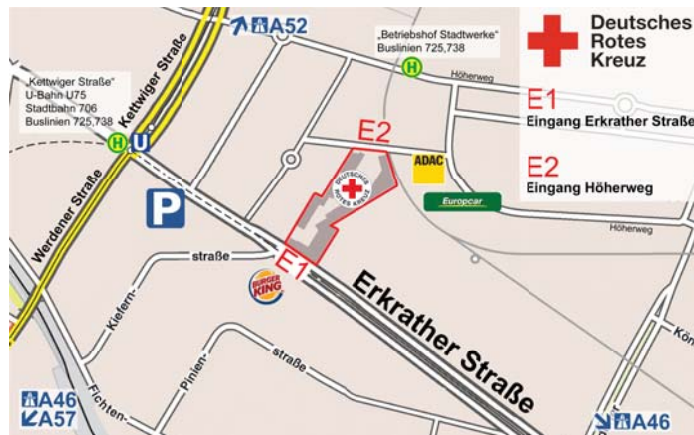 A52
„Betriebshof Stadtwerke“
Buslinien 725,738
H
Höherweg
Deutsches
Rotes
Kreuz
„Kettwiger Straße“
U-Bahn U75
Stadtbahn 706
Buslinien 725,738
Kettwiger Straße
H
U
E1
Eingang Erkrather Straße
E2
Eingang Höherweg
E2
ADAC
DEUTSCHES
ROTES KREUZ
Europcar
Höherweg
Werdener Straße
P
straße
E1
BURGER
KING
Erkrather Straße
Kiefern-
Pinien-
straße
Fichten-
Kön
A46
A57
A46